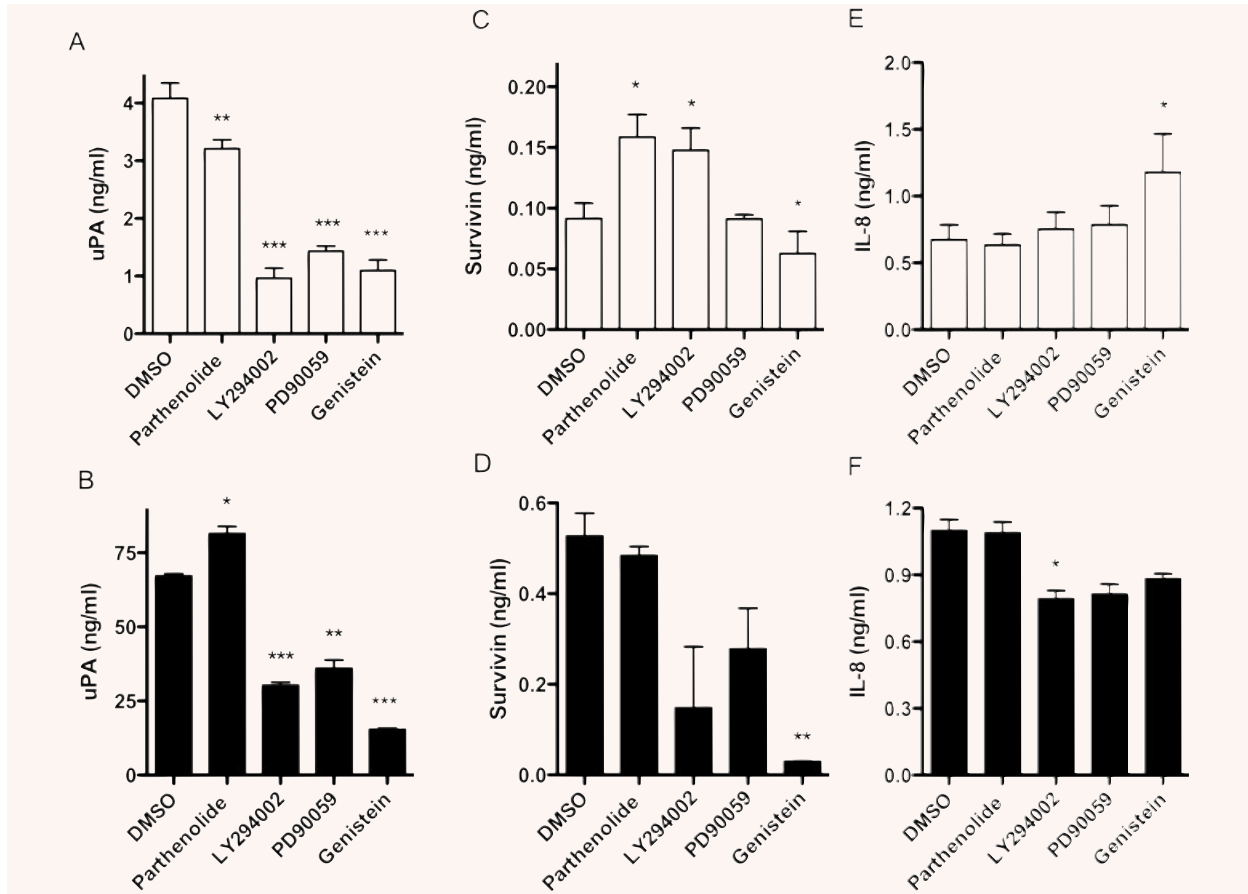 A
uPA (ng/ml)
4
3
2
1
0
**
***
***
***
DMSO
Parthenolide
LY294002
PD90059
Genistein
C
Survivin (ng/ml)
0.20
0.15
0.10
0.05
0.00
*
*
*
DMSO
Parthenolide
LY294002
PD90059
Genistein
E
IL-8 (ng/ml)
2.0
1.5
1.0
0.5
0.0
*
DMSO
Parthenolide
LY294002
PD90059
Genistein
B
uPA (ng/ml)
75
50
25
0
*
***
**
***
DMSO
Parthenolide
LY294002
PD90059
Genistein
D
Survivin (ng/ml)
0.6
0.4
0.2
0.0
**
DMSO
Parthenolide
LY294002
PD90059
Genistein
F
IL-8 (ng/ml)
1.2
0.9
0.6
0.3
0.0
*
DMSO
Parthenolide
LY294002
PD90059
Genistein